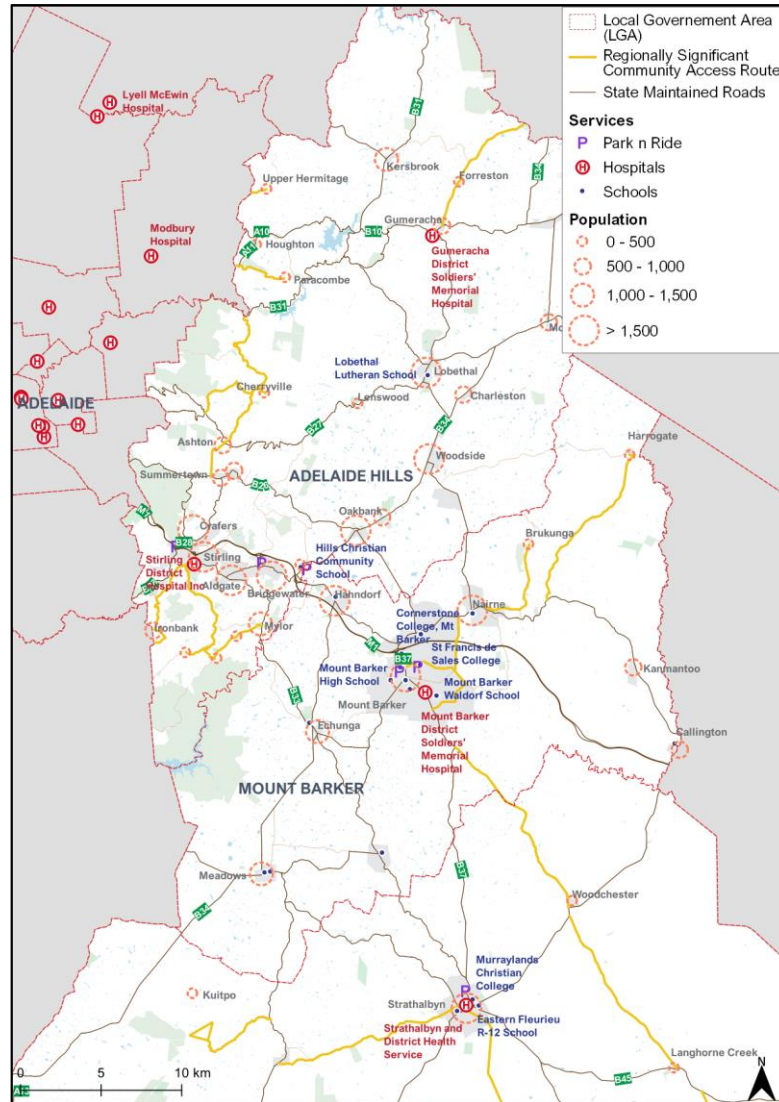 Local Governement Area
(LGA)
Regionally Significant
Community Access Route
State Maintained Roads
Services
P Park n Ride
H Hospitals
Schools
Population
0 - 500
500 - 1,000
1,000 - 1,500
> 1,500
Lyell McEwin
Hospital
B31
Kersbrook
Upper Hermitage
Forreston
B34
Modbury
Hospital
Gumeracha
A10
B10
A11
Houghton
Gumeracha
District
Soldiers'
Memorial
Hospital
Paracombe
B31
Lobethal
Lutheran School
Lobethal
ADELAIDE
Cherryville
Lenswood
Charleston
B34
B27
Ashton
Woodside
Harrogate
Summertown
ADELAIDE HILLS
B26
Oakbank
Crafers
Brukunga
B28
Stirling
Stirling
District
Hospital Inc
Hills Christian
Community
School
Aldgate
Bridgewater
Hahndorf
Nairne
Cornerstone
College, Mt
Barker
Ironbank
Mylor
M1
St Francis de
Sales College
B37
Mount Barker
High School
Kanmantoo
Mount Barker
Waldorf School
B33
Mount Barker
Echunga
Mount Barker
District
Soldiers'
Memorial
Hospital
Callington
MOUNT BARKER
Meadows
B37
B34
Woodchester
Murraylands
Christian
College
Kuitpo
Strathalbyn
Eastern Fleurieu
R-12 School
Strathalbyn and
District Health
Service
Langhorne Creek
B45
N
0 5 10 km